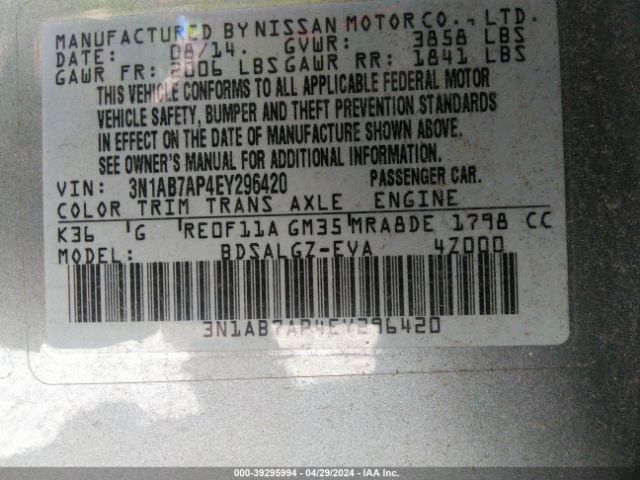 MANUFACTURED BY NISSAN MOTOR CO., LTD.
DATE: 08/14. GVWR: 3858 LBS
GAWR FR: 2006 LBS GAWR RR: 1841 LBS
THIS VEHICLE CONFORMS TO ALL APPLICABLE FEDERAL MOTOR
VEHICLE SAFETY, BUMPER AND THEFT PREVENTION STANDARDS
IN EFFECT ON THE DATE OF MANUFACTURE SHOWN ABOVE.
SEE OWNER'S MANUAL FOR ADDITIONAL INFORMATION.
VIN: 3N1AB7AP4EY296420 PASSENGER CAR.
COLOR TRIM TRANS AXLE ENGINE
K36 G RE0F11A GM35 MRA8DE 1798 CC
MODEL: BDSALGZ-EVA 4Z000
3N1AB7AP4EY296420
000-39295994 - 04/29/2024 - IAA Inc.